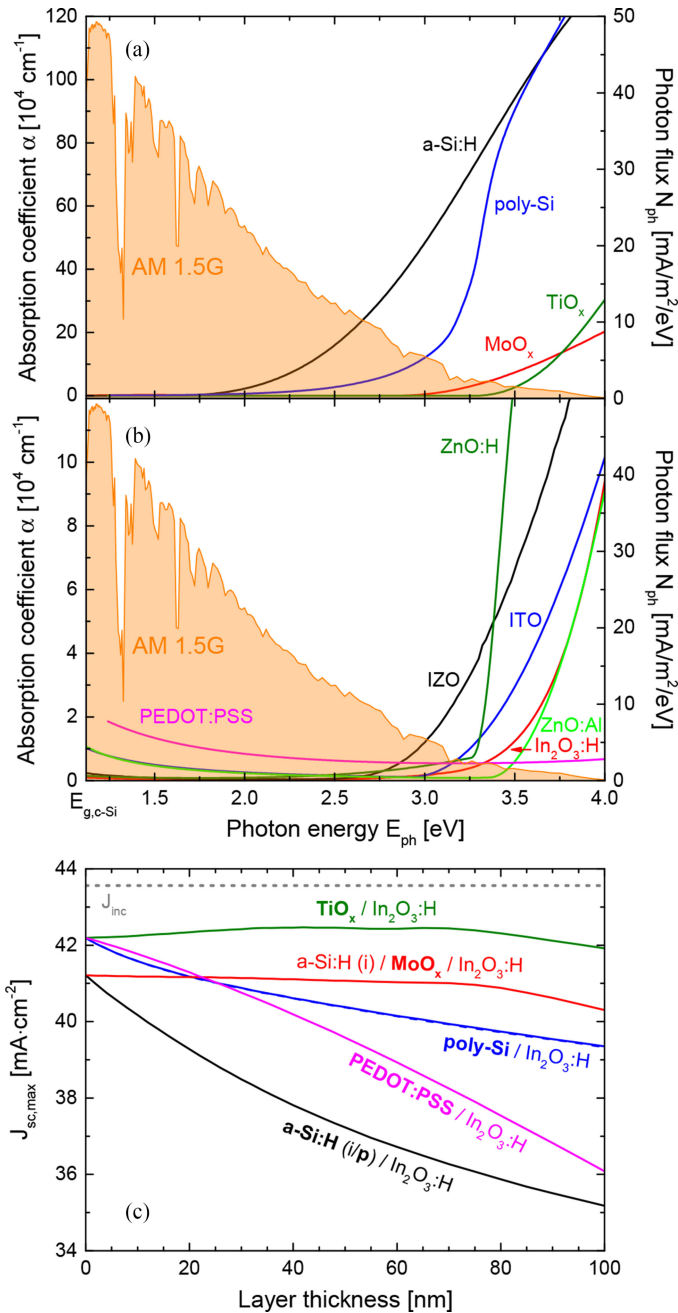 (a)
Absorption coefficient α [10⁴ cm⁻¹]
120
100
80
60
40
20
0
a-Si:H
poly-Si
AM 1.5G
TiOₓ
MoOₓ
50
40
30
20
10
0
Photon flux N_ph [mA/m²/eV]
(b)
Absorption coefficient α [10⁴ cm⁻¹]
10
8
6
4
2
0
ZnO:H
ITO
IZO
AM 1.5G
PEDOT:PSS
ZnO:Al
In₂O₃:H
40
30
20
10
0
Photon flux N_ph [mA/m²/eV]
E_g,c-Si
1.5
2.0
2.5
3.0
3.5
4.0
Photon energy E_ph [eV]
J_sc,max [mA·cm⁻²]
44
42
40
38
36
34
J_inc
TiOₓ / In₂O₃:H
a-Si:H (i) / MoOₓ / In₂O₃:H
poly-Si / In₂O₃:H
PEDOT:PSS / In₂O₃:H
a-Si:H (i/p) / In₂O₃:H
(c)
0
20
40
60
80
100
Layer thickness [nm]